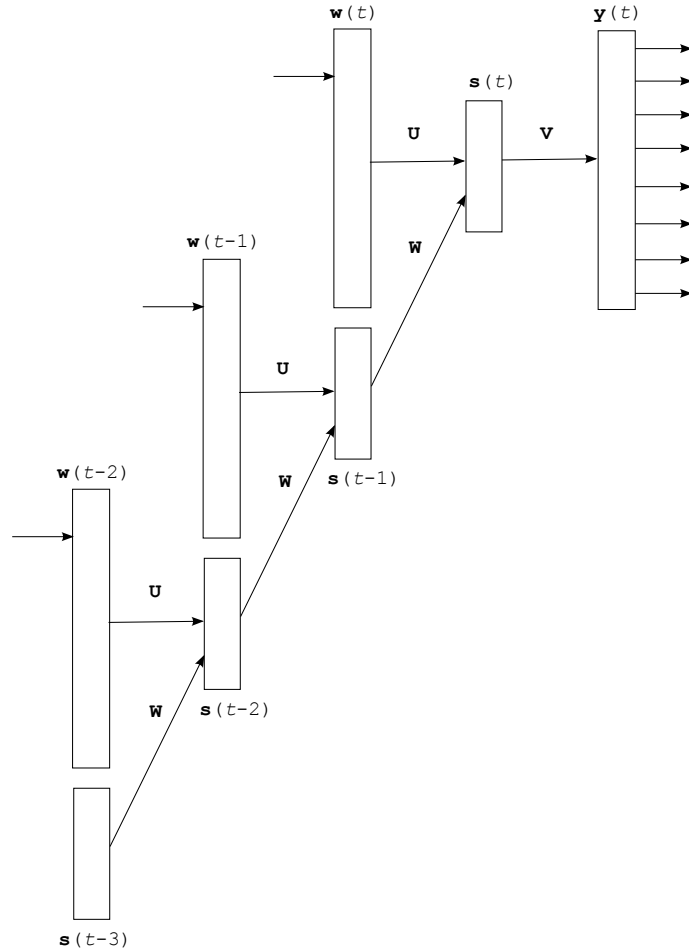 w(t)
y(t)
s(t)
U
V
w(t-1)
W
U
s(t-1)
w(t-2)
W
U
s(t-2)
W
s(t-3)